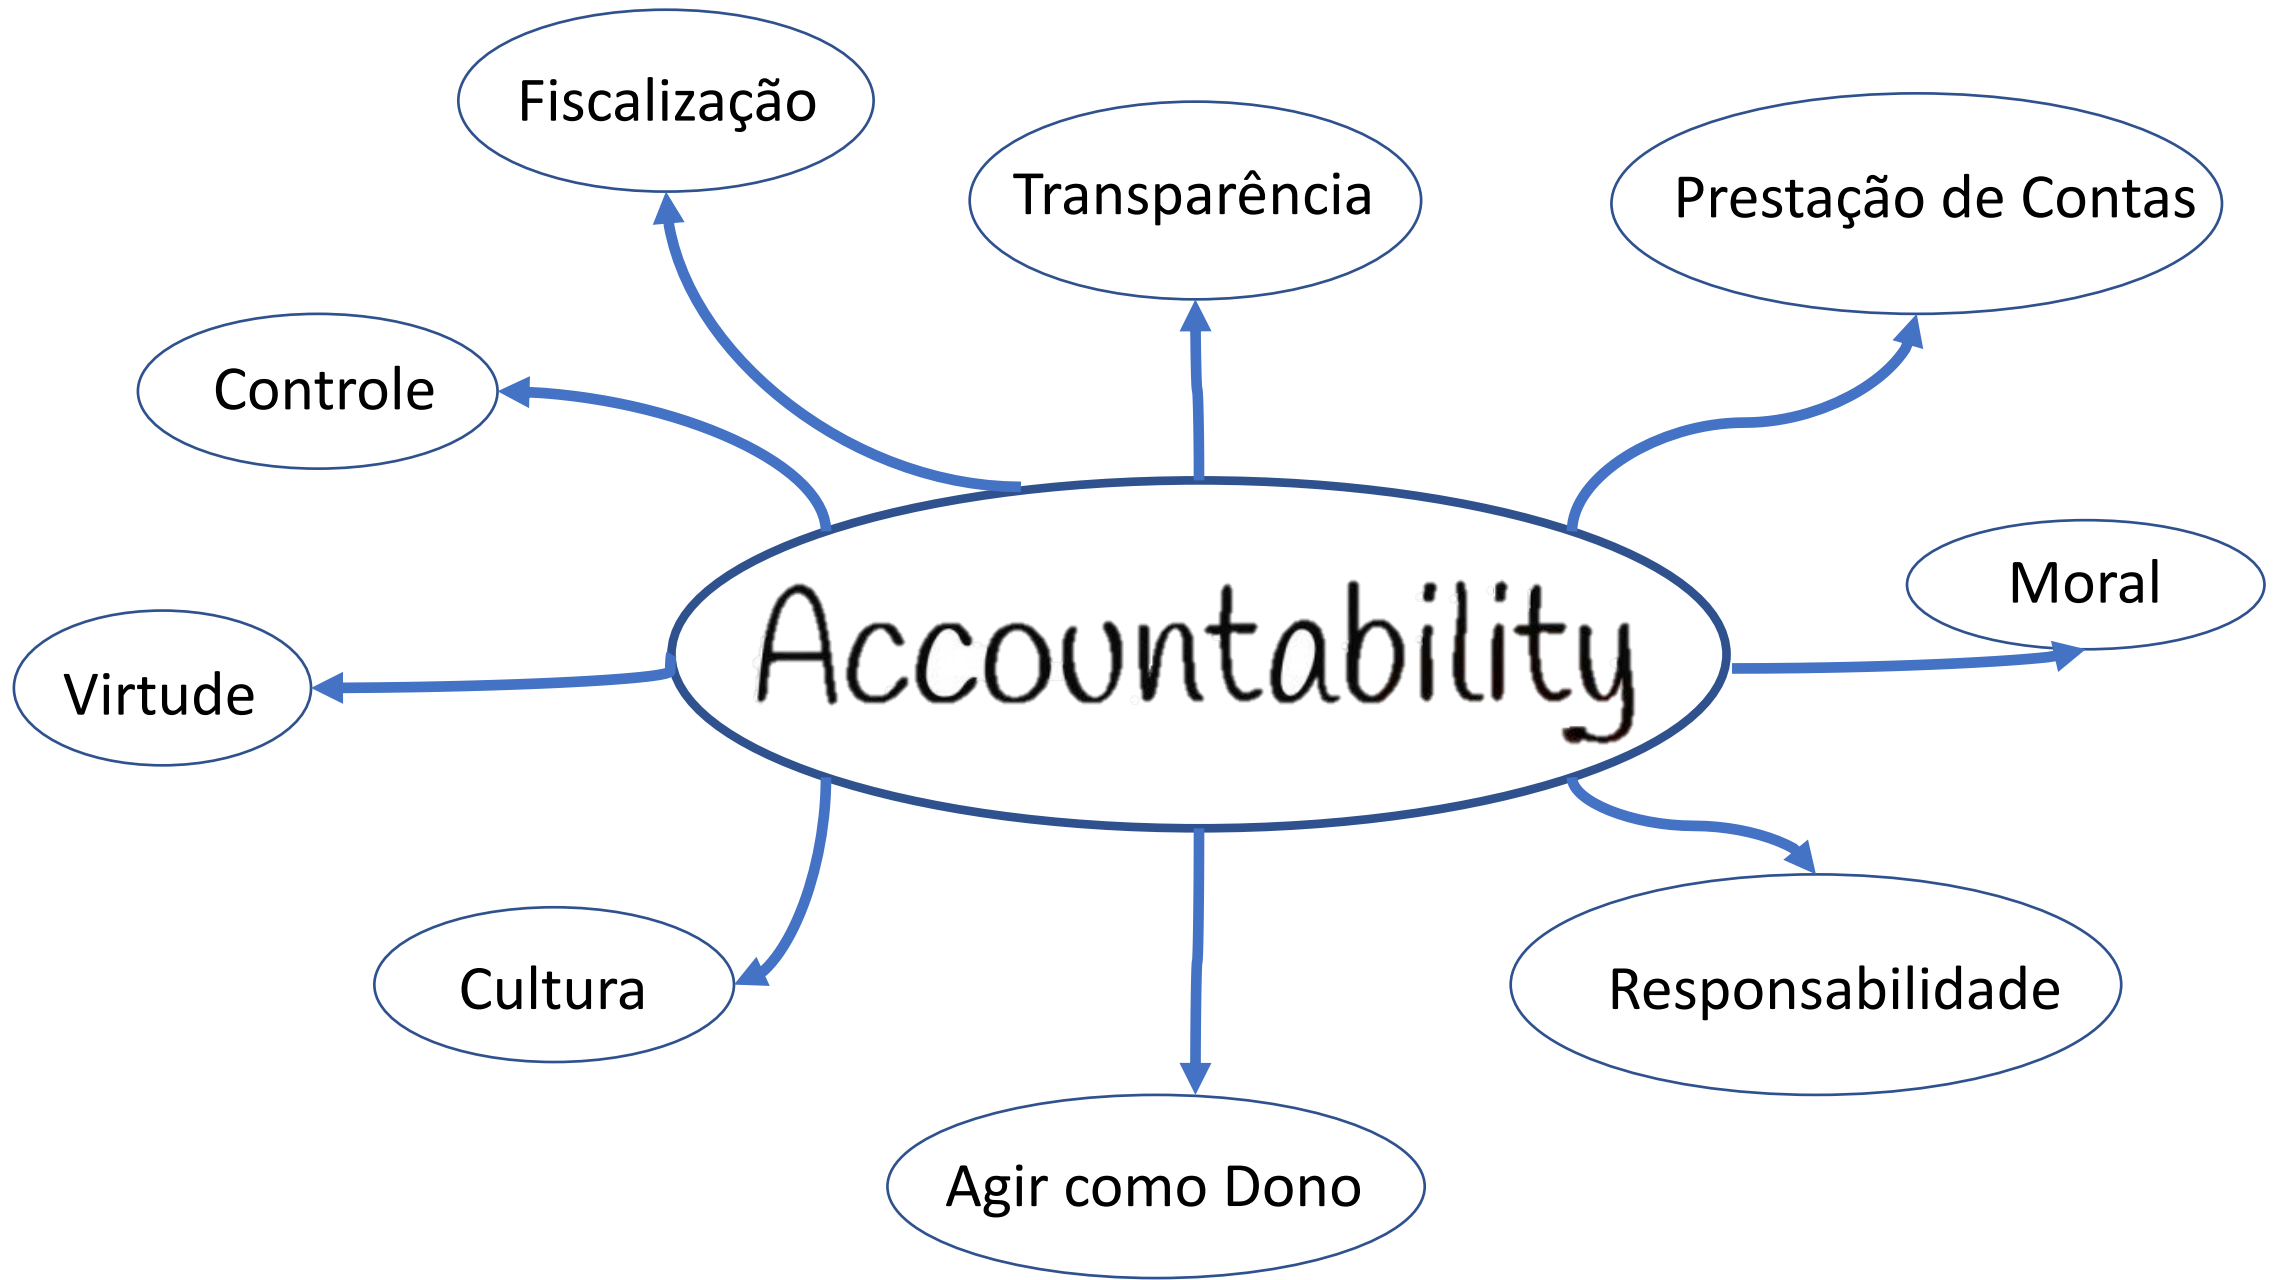 Fiscalização
Transparência
Prestação de Contas
Controle
Moral
Accountability
Virtude
Cultura
Responsabilidade
Agir como Dono